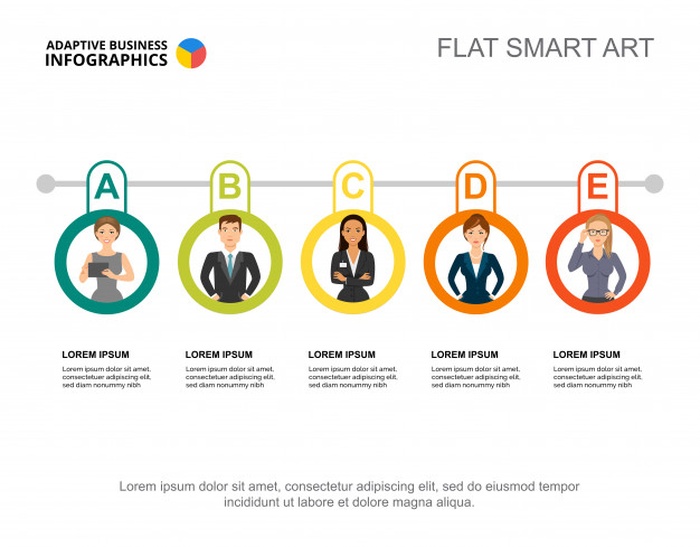 ADAPTIVE BUSINESS
INFOGRAPHICS
FLAT SMART ART
A
B
C
D
E
LOREM IPSUM
Lorem ipsum dolor sit amet,
consectetuer adipiscing elit,
sed diam nonummy nibh
LOREM IPSUM
Lorem ipsum dolor sit amet,
consectetuer adipiscing elit,
sed diam nonummy nibh
LOREM IPSUM
Lorem ipsum dolor sit amet,
consectetuer adipiscing elit,
sed diam nonummy nibh
LOREM IPSUM
Lorem ipsum dolor sit amet,
consectetuer adipiscing elit,
sed diam nonummy nibh
LOREM IPSUM
Lorem ipsum dolor sit amet,
consectetuer adipiscing elit,
sed diam nonummy nibh
Lorem ipsum dolor sit amet, consectetur adipiscing elit, sed do eiusmod tempor
incididunt ut labore et dolore magna aliqua.